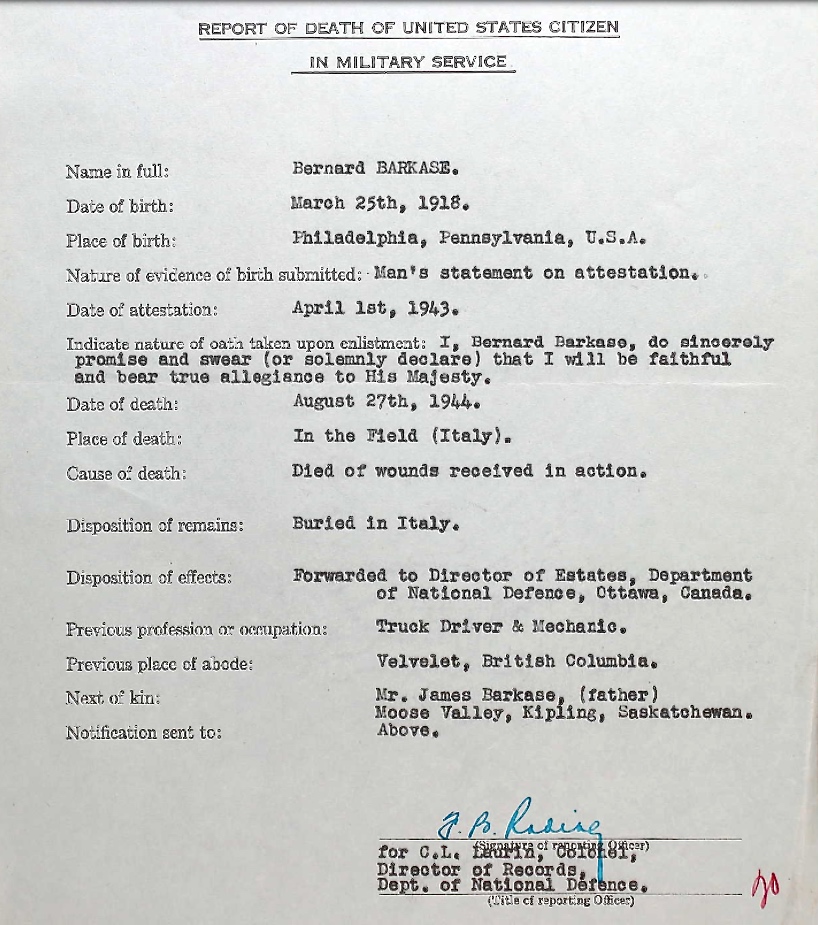 REPORT OF DEATH OF UNITED STATES CITIZEN
IN MILITARY SERVICE
Name in full: Bernard BARKASE.
Date of birth: March 25th, 1918.
Place of birth: Philadelphia, Pennsylvania, U.S.A.
Nature of evidence of birth submitted: Man's statement on attestation.
Date of attestation: April 1st, 1943.
Indicate nature of oath taken upon enlistment: I, Bernard Barkase, do sincerely
promise and swear (or solemnly declare) that I will be faithful
and bear true allegiance to His Majesty.
Date of death: August 27th, 1944.
Place of death: In the Field (Italy).
Cause of death: Died of wounds received in action.
Disposition of remains: Buried in Italy.
Disposition of effects: Forwarded to Director of Estates, Department
of National Defence, Ottawa, Canada.
Previous profession or occupation: Truck Driver & Mechanic.
Previous place of abode: Velvelet, British Columbia.
Next of kin: Mr. James Barkase, (father)
Moose Valley, Kipling, Saskatchewan.
Notification sent to: Above.
(Signature of reporting Officer)
for C.L. Laurin, Colonel,
Director of Records,
Dept. of National Defence.
(Title of reporting Officer)